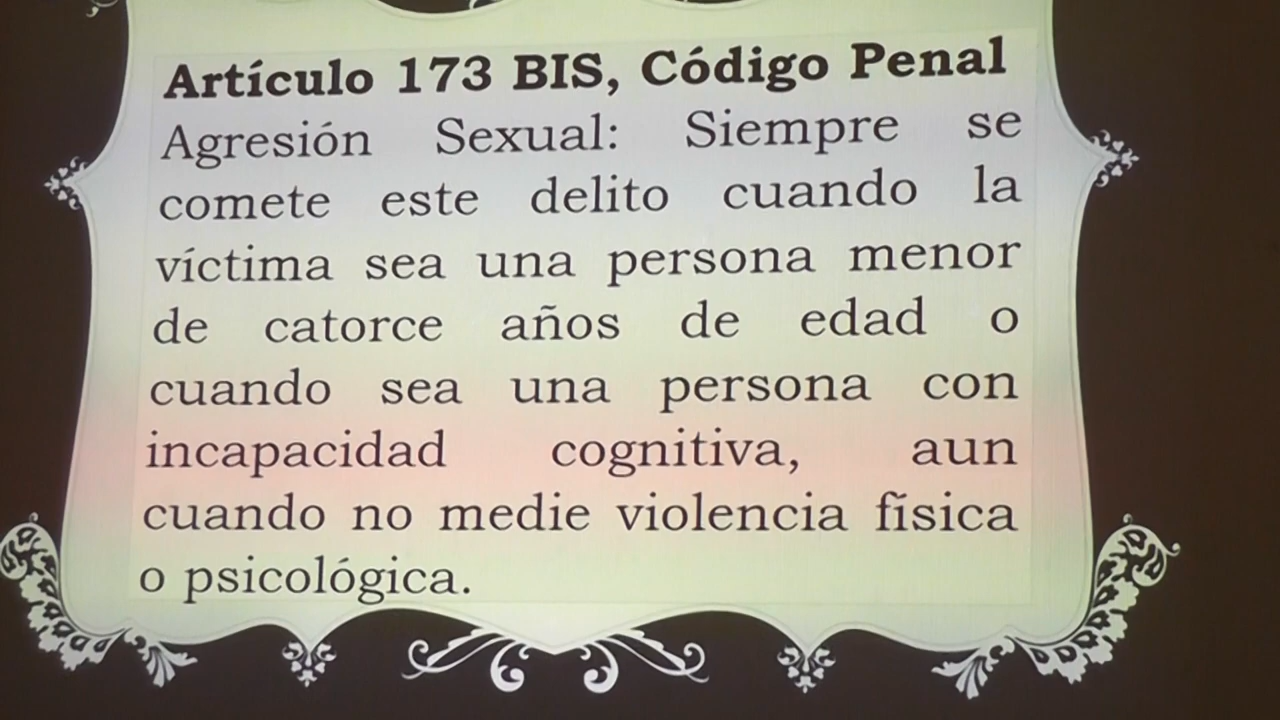 Artículo 173 BIS, Código Penal
Agresión Sexual: Siempre se
comete este delito cuando la
víctima sea una persona menor
de catorce años de edad o
cuando sea una persona con
incapacidad cognitiva, aun
cuando no medie violencia física
o psicológica.